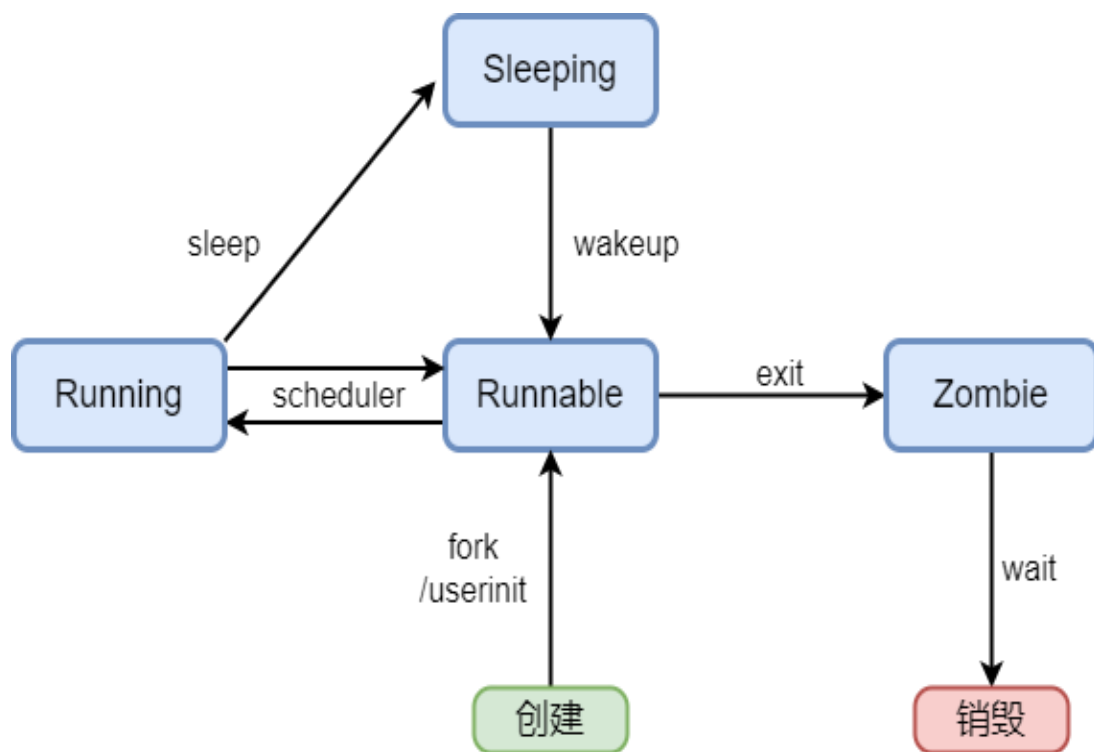 Sleeping
sleep
wakeup
Running
scheduler
Runnable
exit
Zombie
fork
/userinit
wait
创建
销毁